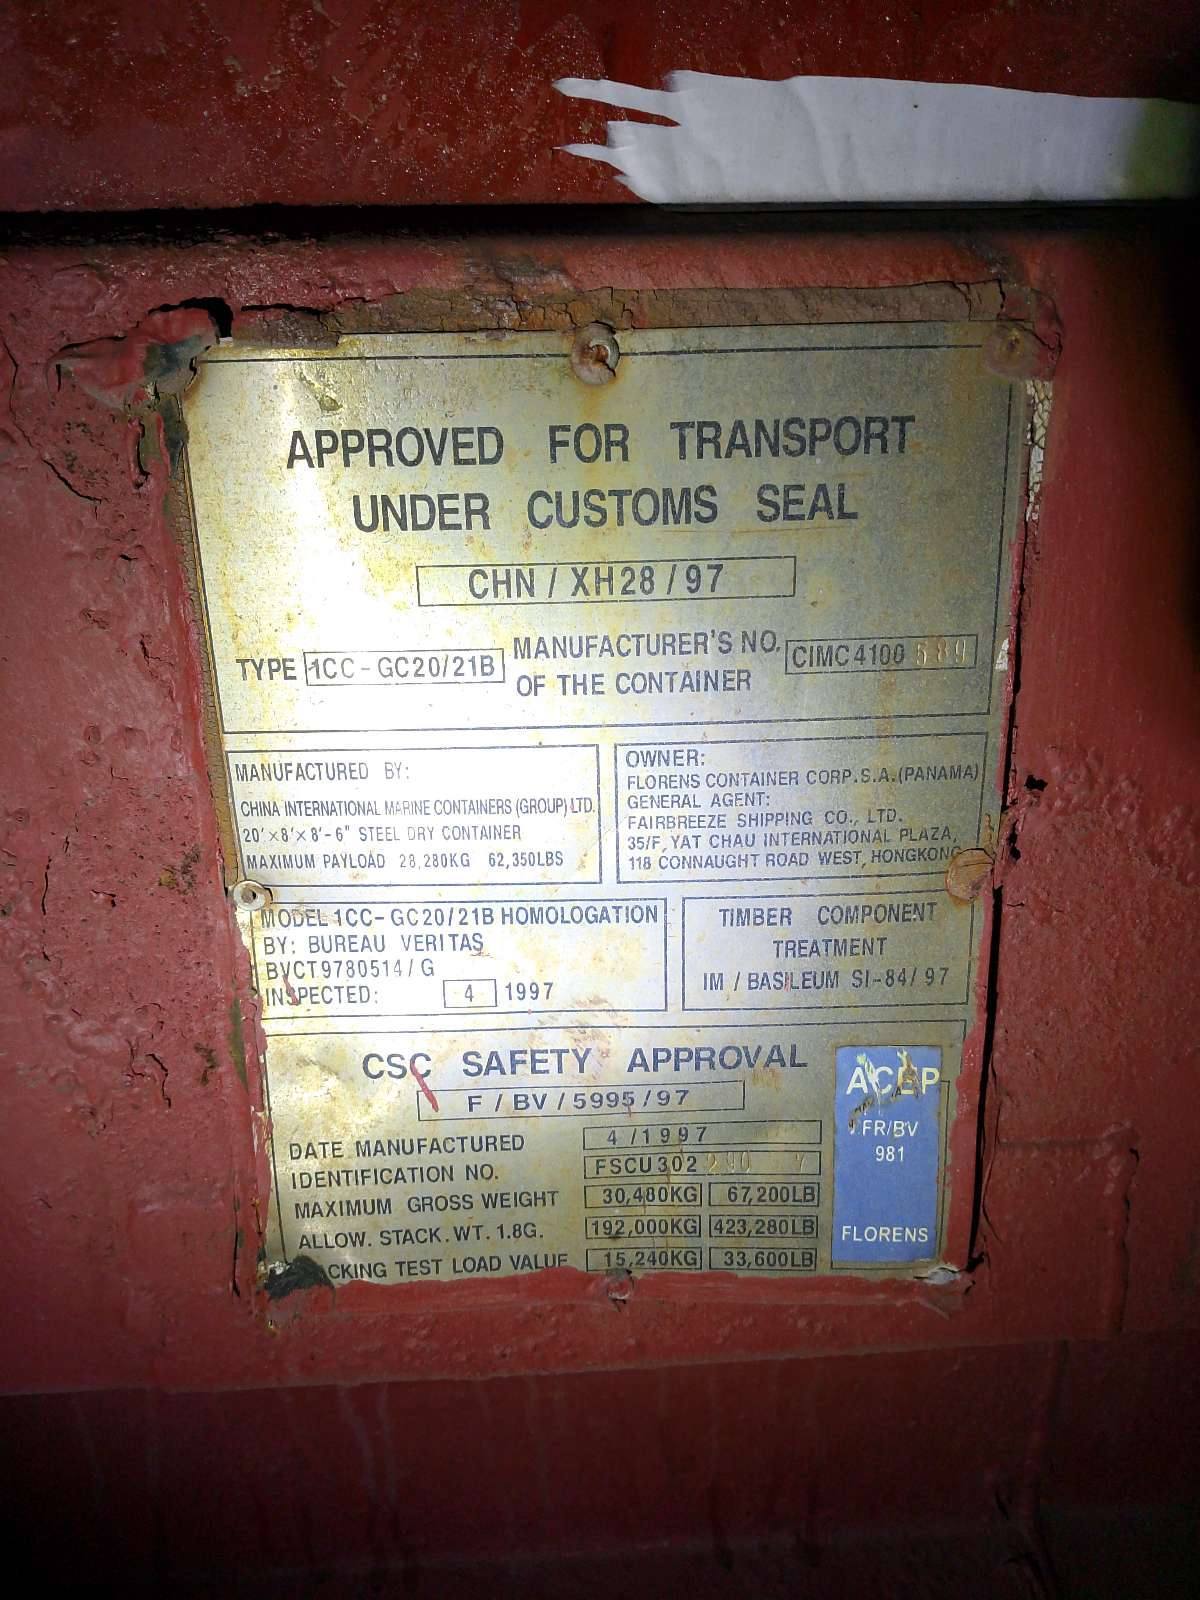 APPROVED FOR TRANSPORT
UNDER CUSTOMS SEAL
CHN / XH28 / 97
TYPE 1CC-GC20/21B
MANUFACTURER'S NO.
OF THE CONTAINER
CIMC4100
MANUFACTURED BY:
CHINA INTERNATIONAL MARINE CONTAINERS (GROUP) LTD.
20'×8'×8'-6" STEEL DRY CONTAINER
MAXIMUM PAYLOAD 28,280KG 62,350LBS
OWNER:
FLORENS CONTAINER CORP.S.A.(PANAMA)
GENERAL AGENT:
FAIRBREEZE SHIPPING CO., LTD.
35/F, YAT CHAU INTERNATIONAL PLAZA,
118 CONNAUGHT ROAD WEST, HONGKONG
MODEL 1CC-GC20/21B HOMOLOGATION
BY: BUREAU VERITAS
BVCT9780514/G
INSPECTED: 4 1997
TIMBER COMPONENT
TREATMENT
IM / BASILEUM SI-84/97
CSC SAFETY APPROVAL
F / BV / 5995 / 97
DATE MANUFACTURED 4 / 1997
IDENTIFICATION NO. FSCU302
MAXIMUM GROSS WEIGHT 30,480KG 67,200LB
ALLOW. STACK. WT. 1.8G. 192,000KG 423,280LB
TEST LOAD VALUE 15,240KG 33,600LB
ACEP
FR/BV
981
FLORENS